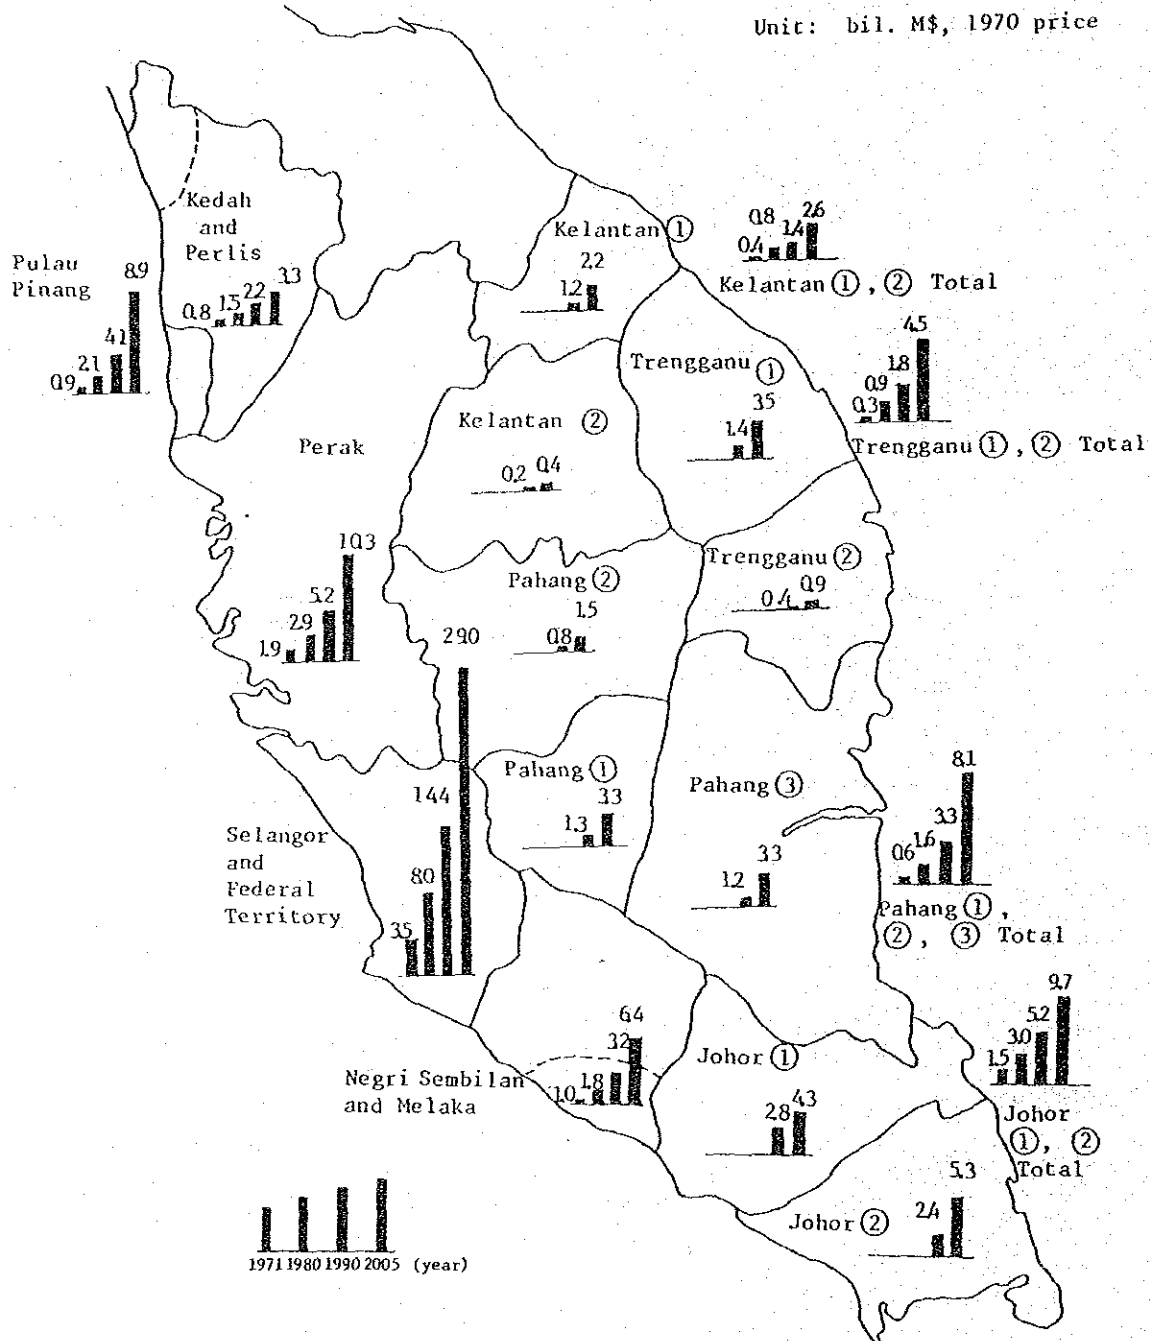 Unit: bil. M$, 1970 price
Kedah
and
Perlis
0.8 1.5 2.2 3.3
Pulau
Pinang
0.9 2.1 4.1 8.9
Kelantan ①
1.2 2.2
0.4 0.8 1.4 2.6
Kelantan ①, ② Total
Trengganu ①
1.4 3.5
0.3 0.9 1.8 4.5
Trengganu ①, ② Total
Kelantan ②
0.2 0.4
Perak
1.9 2.9 5.2 10.3
Trengganu ②
0.4 0.9
Pahang ②
0.8 1.5
Pahang ①
1.3 3.3
Pahang ③
1.2 3.3
0.6 1.6 3.3 8.1
Pahang ①,
②, ③ Total
Selangor
and
Federal
Territory
3.5 8.0 14.4 29.0
Negri Sembilan
and Melaka
1.0 1.8 3.2 6.4
Johor ①
2.8 4.3
1.5 3.0 5.2 9.7
Johor
①, ②
Total
Johor ②
2.4 5.3
1971 1980 1990 2005 (year)